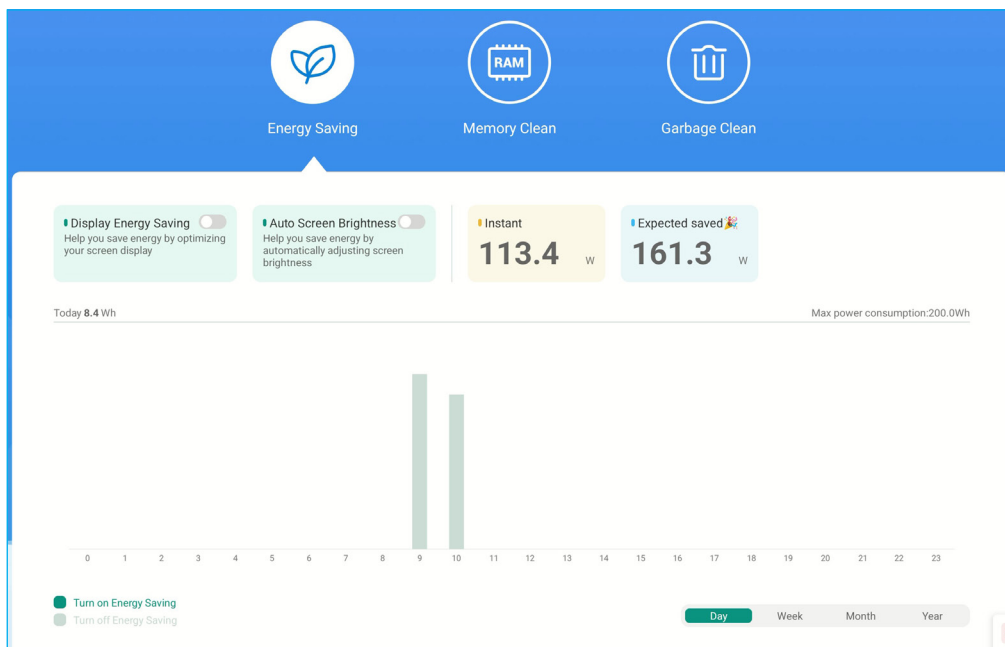 RAM
Energy Saving
Memory Clean
Garbage Clean
Display Energy Saving
Help you save energy by optimizing
your screen display
Auto Screen Brightness
Help you save energy by
automatically adjusting screen
brightness
Instant
113.4 W
Expected saved🎉
161.3 W
Today 8.4 Wh
Max power consumption:200.0Wh
0 1 2 3 4 5 6 7 8 9 10 11 12 13 14 15 16 17 18 19 20 21 22 23
Turn on Energy Saving
Turn off Energy Saving
Day Week Month Year